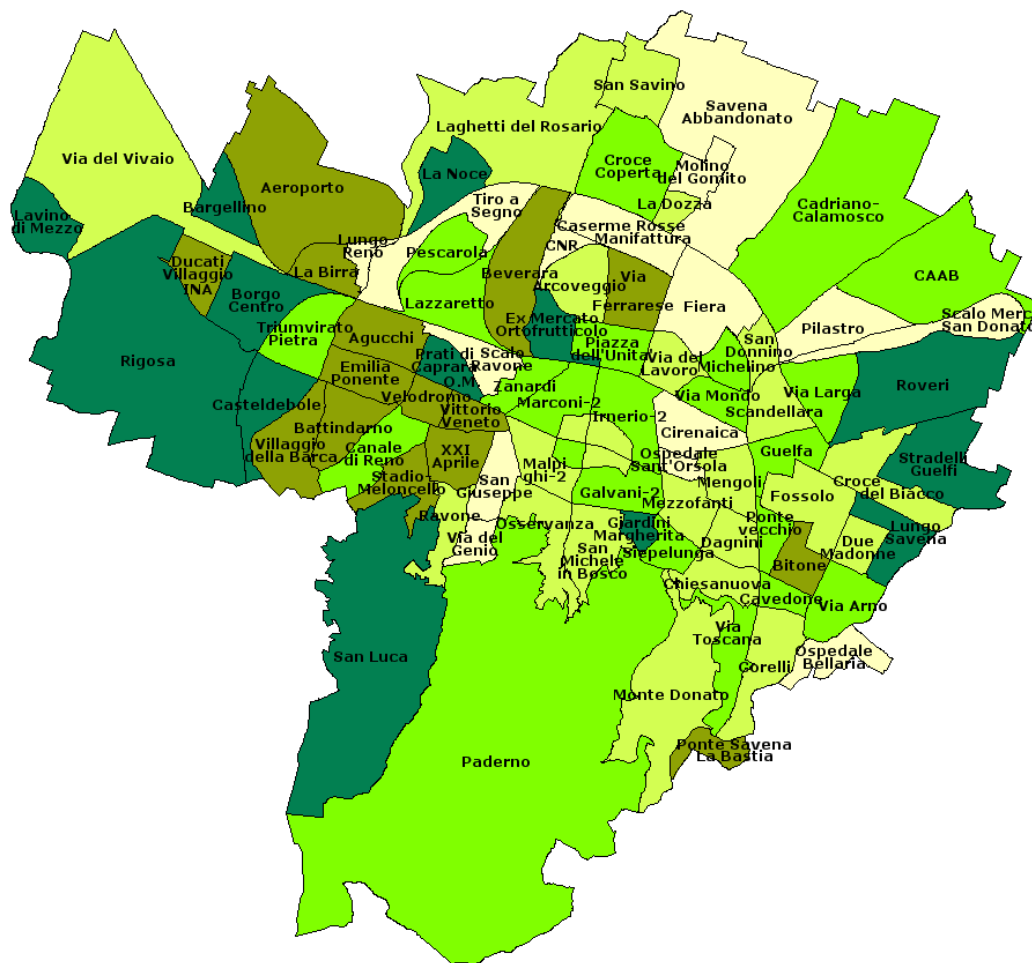 San Savino
Savena
Abbandonato
Laghetti del Rosario
Via del Vivaio
Croce
Coperta
Molino
del Gomito
La Noce
Aeroporto
Bargellino
Tiro a
Segno
La Dozza
Cadriano-
Calamosco
Lavino
di Mezzo
Caserme Rosse
Manifattura
CNR
Lungo
Reno
Pescarola
Ducati
Villaggio
INA
La Birra
Beverara
Arcoveggio
Via
Ferrarese
CAAB
Borgo
Centro
Lazzaretto
Fiera
Scalo Merci
San Donato
Ex Mercato
Ortofrutticolo
Pilastro
Triumvirato
Pietra
Agucchi
Piazza
dell'Unita'
San
Donnino
Rigosa
Prati di
Caprara
O.M.
Scalo
Ravone
Via del
Lavoro
Michelino
Emilia
Ponente
Roveri
Zanardi
Via Mondo
Via Larga
Casteldebole
Velodromo
Marconi-2
Irnerio-2
Scandellara
Vittorio
Veneto
Battindarno
Cirenaica
Villaggio
della Barca
Canale
di Reno
XXI
Aprile
Malpi
ghi-2
Ospedale
Sant'Orsola
Guelfa
Stradelli
Guelfi
Stadio-
Meloncello
San
Giuseppe
Galvani-2
Mengoli
Mezzofanti
Fossolo
Croce
del Biacco
Ravone
Osservanza
Giardini
Margherita
Ponte
vecchio
Lungo
Savena
Via del
Genio
San
Michele
in Bosco
Siepelunga
Dagnini
Due
Madonne
Bitone
Chiesanuova
Cavedone
Via Arno
San Luca
Via
Toscana
Ospedale
Bellaria
Corelli
Monte Donato
Paderno
Ponte Savena
La Bastia